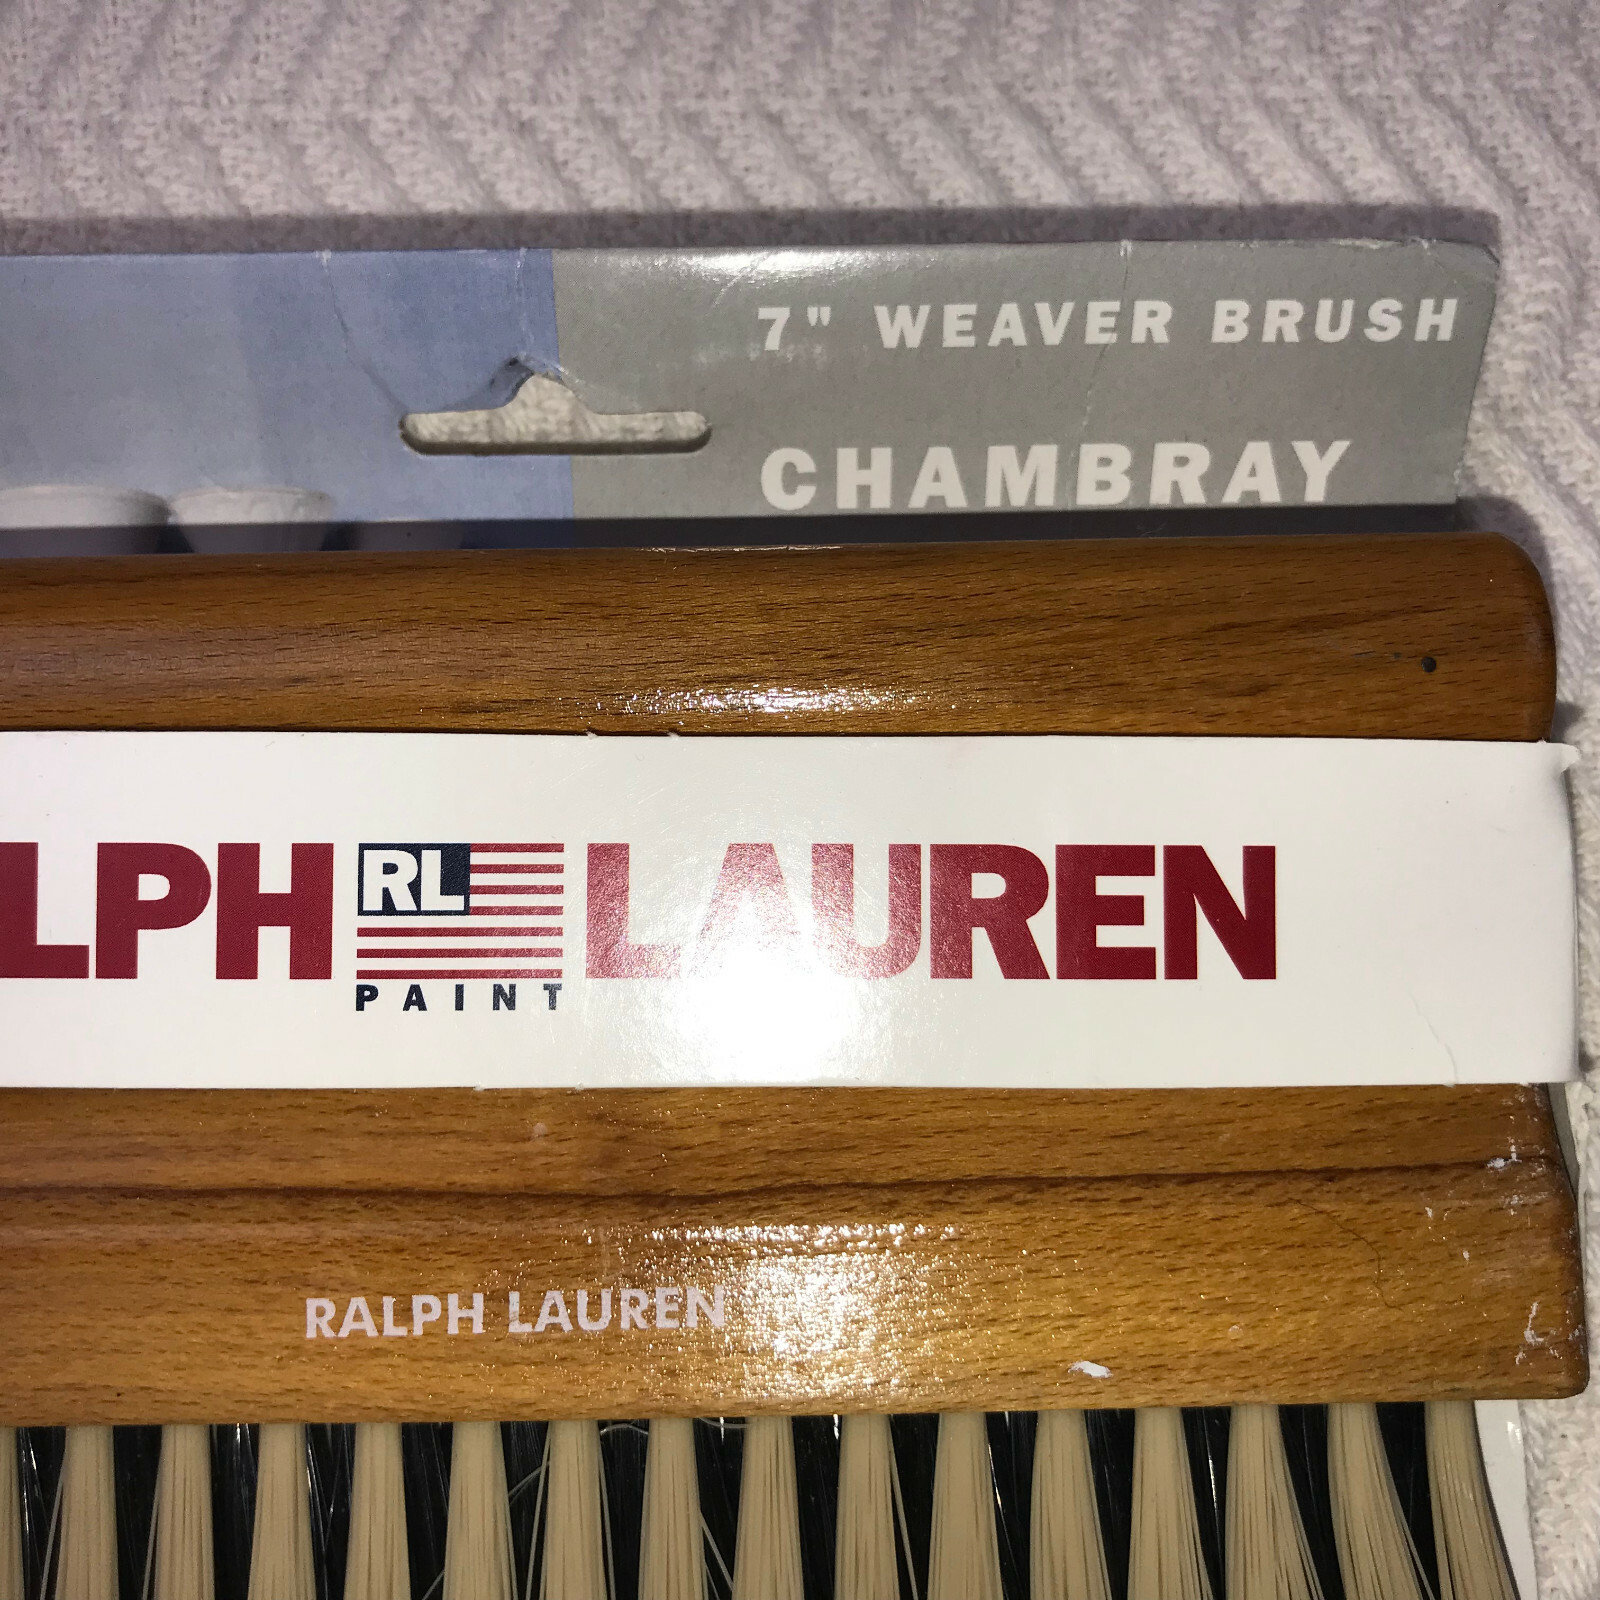 7" WEAVER BRUSH
CHAMBRAY
LPH RL LAUREN
PAINT
RALPH LAUREN